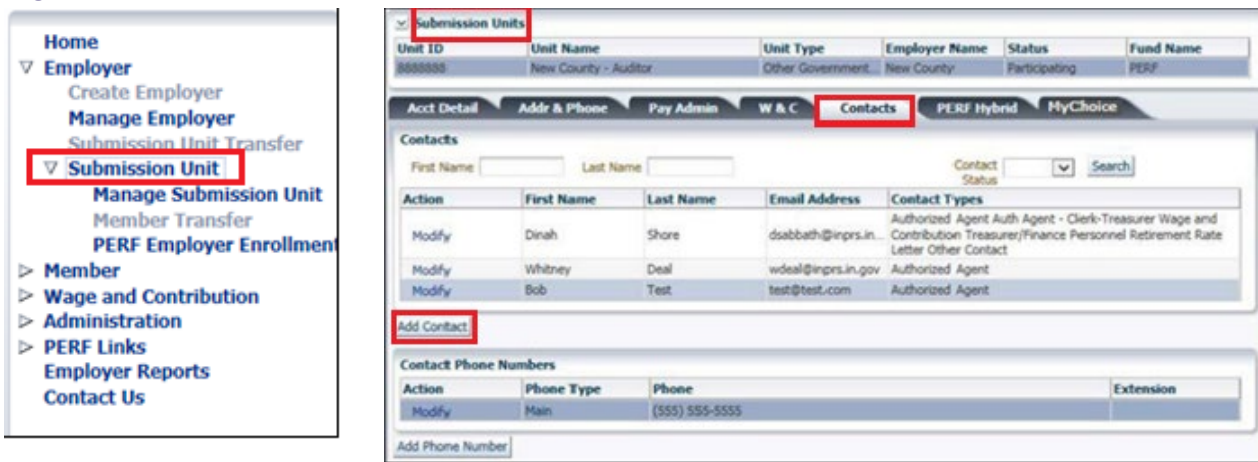 Home
Employer
Create Employer
Manage Employer
Submission Unit Transfer
Submission Unit
Manage Submission Unit
Member Transfer
PERF Employer Enrollment
Member
Wage and Contribution
Administration
PERF Links
Employer Reports
Contact Us
Submission Units
Unit ID Unit Name Unit Type Employer Name Status Fund Name
8888888 New County - Auditor Other Government New County Participating PERF
Acct Detail Addr & Phone Pay Admin W & C Contacts PERF Hybrid MyChoice
Contacts
First Name Last Name Contact Status Search
Action First Name Last Name Email Address Contact Types
Modify Dinah Shore dsabbath@inprs.in... Authorized Agent Auth Agent - Clerk-Treasurer Wage and
Contribution Treasurer/Finance Personnel Retirement Rate
Letter Other Contact
Modify Whitney Deal wdeal@inprs.in.gov Authorized Agent
Modify Bob Test test@test.com Authorized Agent
Add Contact
Contact Phone Numbers
Action Phone Type Phone Extension
Modify Main (555) 555-5555
Add Phone Number